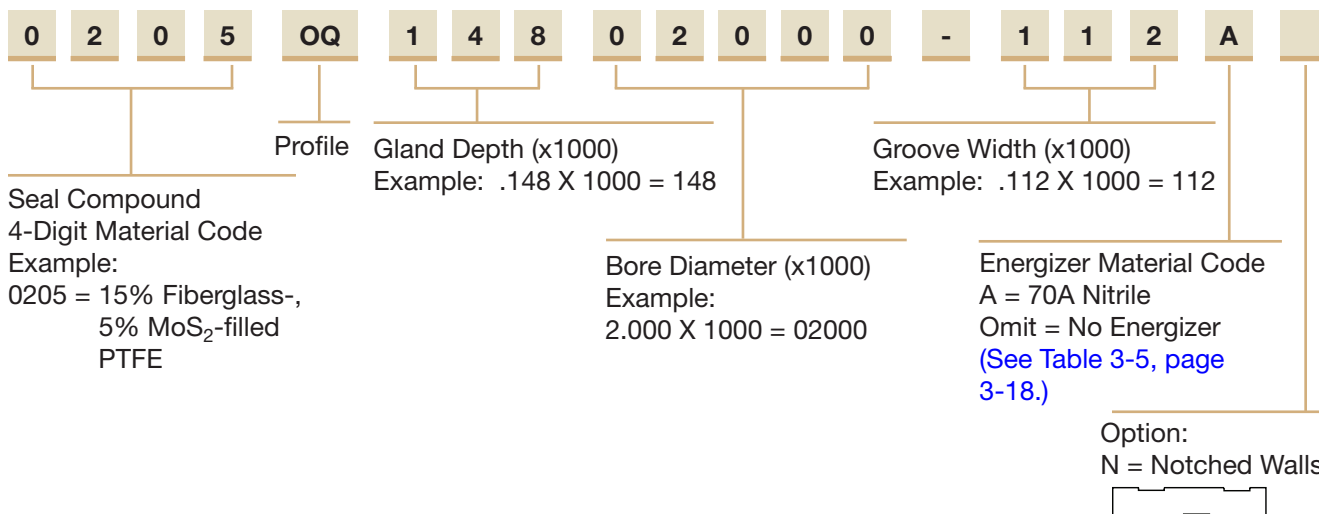 0 2 0 5 OQ 1 4 8 0 2 0 0 0 - 1 1 2 A
Profile
Seal Compound
4-Digit Material Code
Example:
0205 = 15% Fiberglass-,
5% MoS₂-filled
PTFE
Gland Depth (x1000)
Example: .148 X 1000 = 148
Bore Diameter (x1000)
Example:
2.000 X 1000 = 02000
Groove Width (x1000)
Example: .112 X 1000 = 112
Energizer Material Code
A = 70A Nitrile
Omit = No Energizer
(See Table 3-5, page
3-18.)
Option:
N = Notched Walls